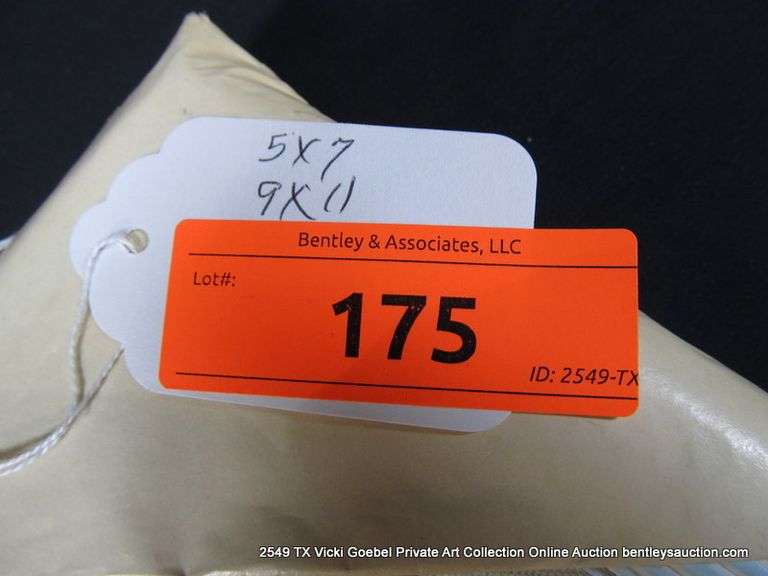 5X7
9X11
Bentley & Associates, LLC
Lot#:
175
ID: 2549-TX
2549 TX Vicki Goebel Private Art Collection Online Auction bentleysauction.com